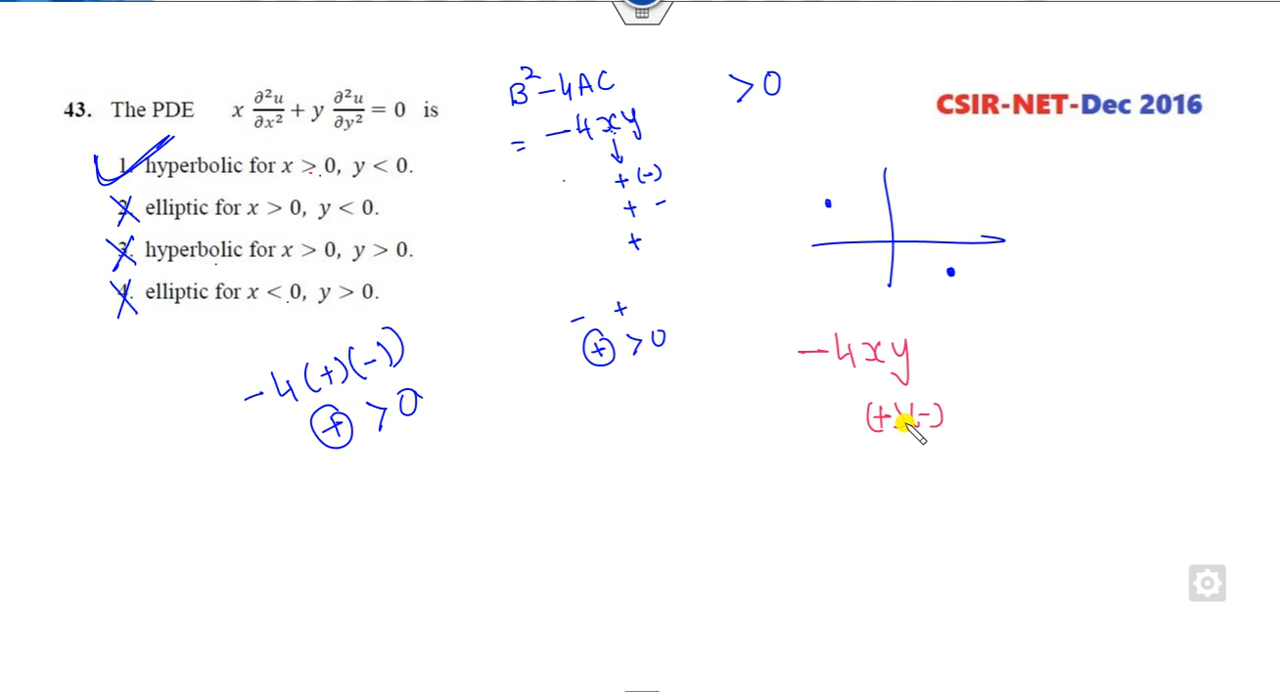 43. The PDE x ∂²u/∂x² + y ∂²u/∂y² = 0 is
1. hyperbolic for x > 0, y < 0.
2. elliptic for x > 0, y < 0.
3. hyperbolic for x > 0, y > 0.
4. elliptic for x < 0, y > 0.
B²-4AC > 0
= -4xy
↓
+ (-)
+ -
+
- +
+ > 0
-4(+)(-)
+ > 0
CSIR-NET-Dec 2016
-4xy
(+)(-)